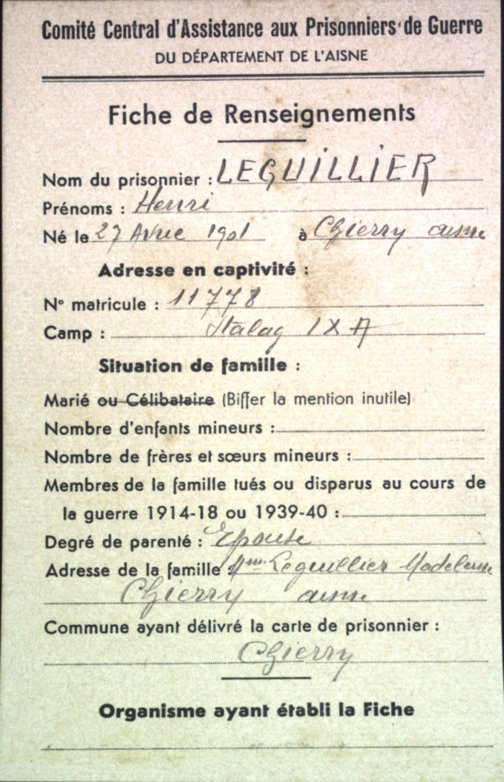 Comité Central d'Assistance aux Prisonniers de Guerre
DU DÉPARTEMENT DE L'AISNE
Fiche de Renseignements
Nom du prisonnier : LEGUILLIER
Prénoms : Henri
Né le 27 Avril 1901 à Chierry aisne
Adresse en captivité :
N° matricule : 11778
Camp : Stalag IX A
Situation de famille :
Marié ou Célibataire (Biffer la mention inutile)
Nombre d'enfants mineurs :
Nombre de frères et sœurs mineurs :
Membres de la famille tués ou disparus au cours de
la guerre 1914-18 ou 1939-40 :
Degré de parenté : Epouse
Adresse de la famille Mme Leguillier Madeleine
Chierry aisne
Commune ayant délivré la carte de prisonnier :
Chierry
Organisme ayant établi la Fiche